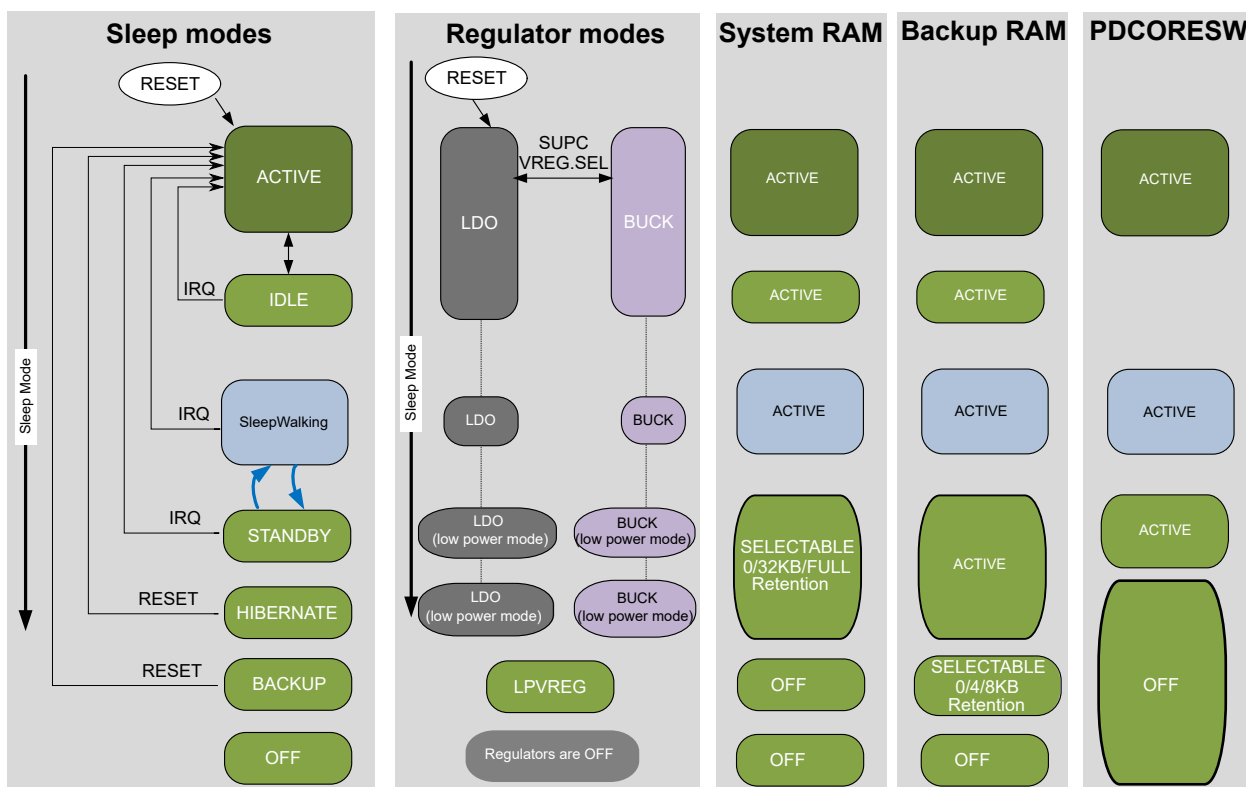 Sleep modes
Regulator modes
System RAM
Backup RAM
PDCORESW
RESET
RESET
SUPC
VREG.SEL
ACTIVE
LDO
BUCK
ACTIVE
ACTIVE
ACTIVE
IRQ
IDLE
ACTIVE
ACTIVE
Sleep Mode
Sleep Mode
IRQ
SleepWalking
LDO
BUCK
ACTIVE
ACTIVE
ACTIVE
IRQ
STANDBY
LDO
(low power mode)
BUCK
(low power mode)
SELECTABLE
0/32KB/FULL
Retention
ACTIVE
ACTIVE
RESET
HIBERNATE
LDO
(low power mode)
BUCK
(low power mode)
RESET
BACKUP
LPVREG
OFF
SELECTABLE
0/4/8KB
Retention
OFF
OFF
Regulators are OFF
OFF
OFF